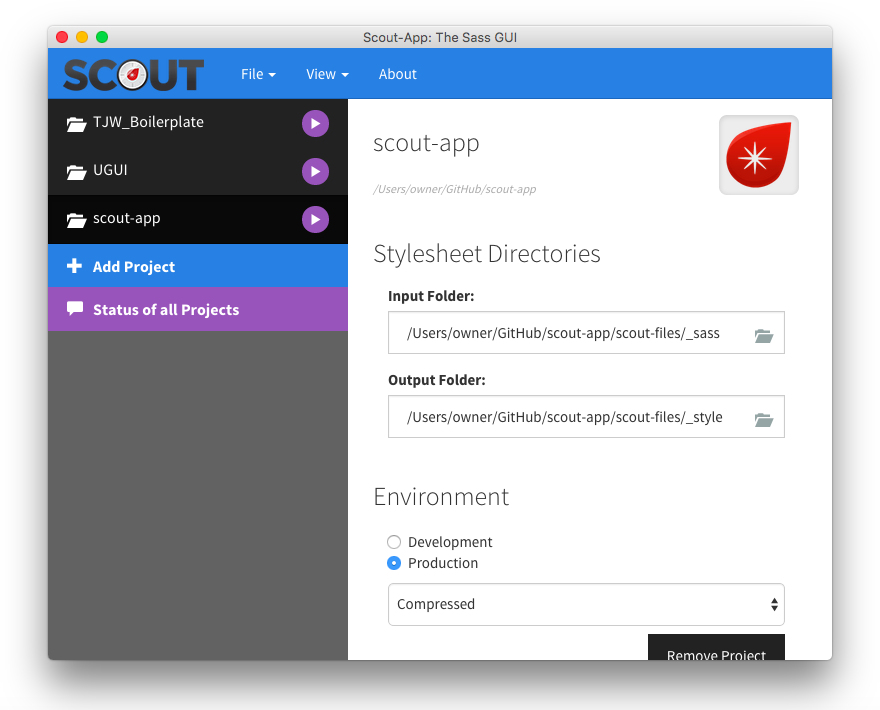 Scout-App: The Sass GUI
SCOUT File View About
TJW_Boilerplate
UGUI
scout-app
Add Project
Status of all Projects
scout-app
/Users/owner/GitHub/scout-app
Stylesheet Directories
Input Folder:
/Users/owner/GitHub/scout-app/scout-files/_sass
Output Folder:
/Users/owner/GitHub/scout-app/scout-files/_style
Environment
Development
Production
Compressed
Remove Project